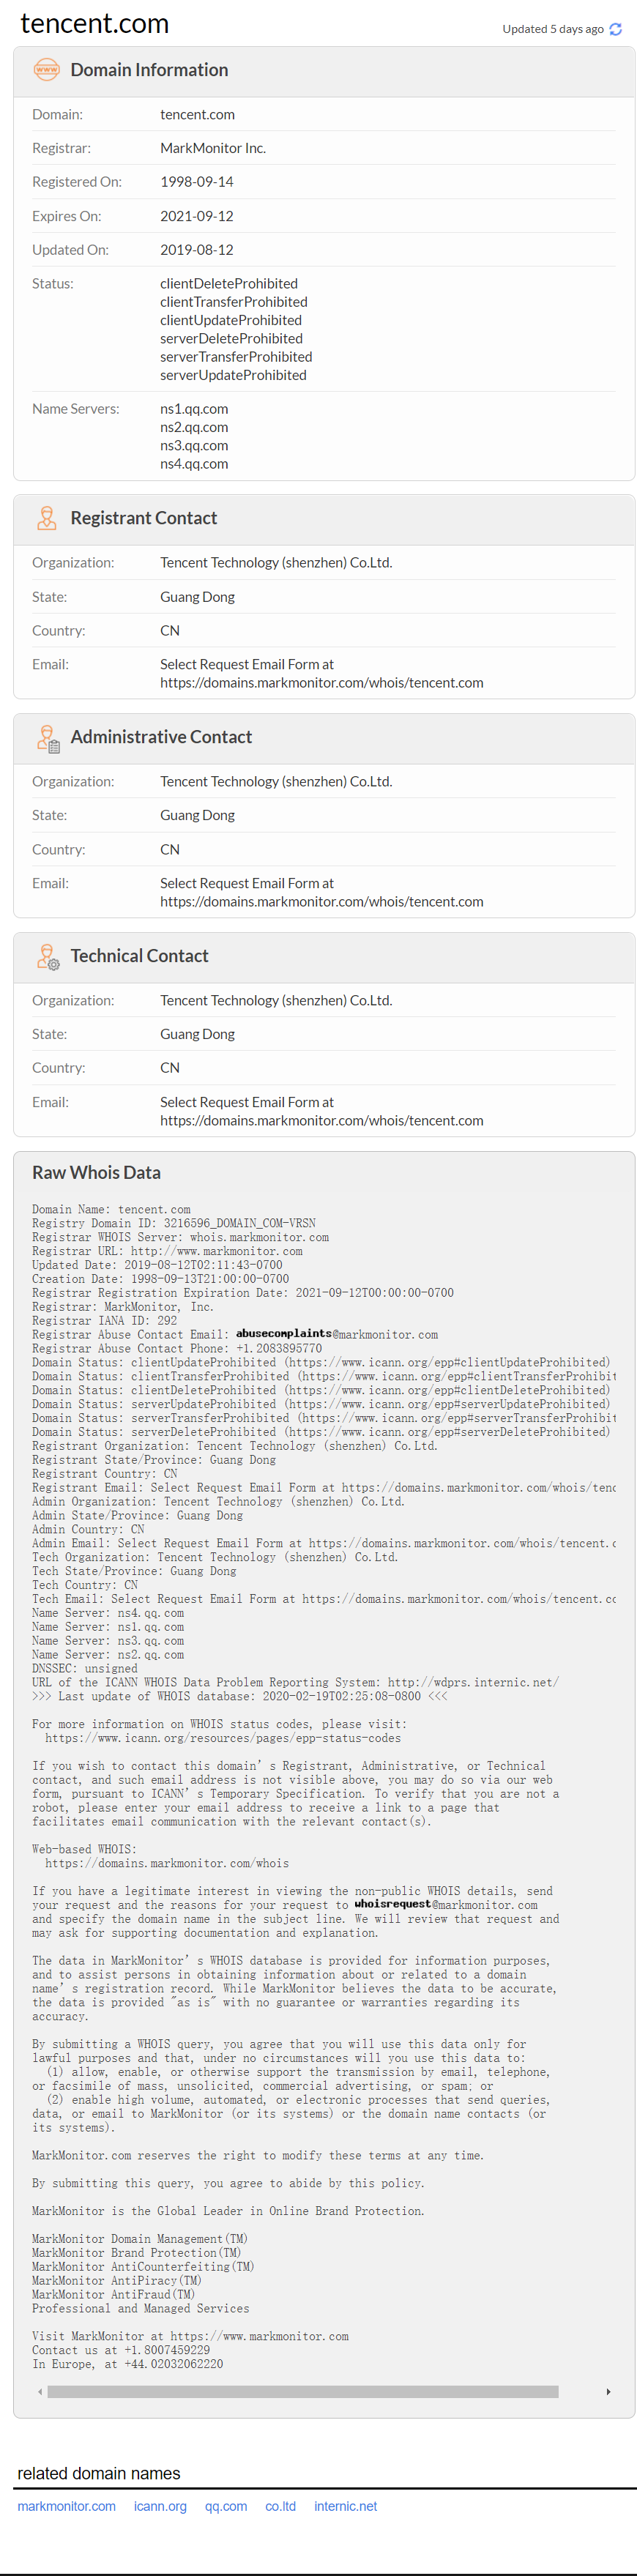 tencent.com
Updated 5 days ago
www
Domain Information
Domain: tencent.com
Registrar: MarkMonitor Inc.
Registered On: 1998-09-14
Expires On: 2021-09-12
Updated On: 2019-08-12
Status: clientDeleteProhibited
clientTransferProhibited
clientUpdateProhibited
serverDeleteProhibited
serverTransferProhibited
serverUpdateProhibited
Name Servers: ns1.qq.com
ns2.qq.com
ns3.qq.com
ns4.qq.com
Registrant Contact
Organization: Tencent Technology (shenzhen) Co.Ltd.
State: Guang Dong
Country: CN
Email: Select Request Email Form at
https://domains.markmonitor.com/whois/tencent.com
Administrative Contact
Organization: Tencent Technology (shenzhen) Co.Ltd.
State: Guang Dong
Country: CN
Email: Select Request Email Form at
https://domains.markmonitor.com/whois/tencent.com
Technical Contact
Organization: Tencent Technology (shenzhen) Co.Ltd.
State: Guang Dong
Country: CN
Email: Select Request Email Form at
https://domains.markmonitor.com/whois/tencent.com
Raw Whois Data
Domain Name: tencent.com
Registry Domain ID: 3216596_DOMAIN_COM-VRSN
Registrar WHOIS Server: whois.markmonitor.com
Registrar URL: http://www.markmonitor.com
Updated Date: 2019-08-12T02:11:43-0700
Creation Date: 1998-09-13T21:00:00-0700
Registrar Registration Expiration Date: 2021-09-12T00:00:00-0700
Registrar: MarkMonitor, Inc.
Registrar IANA ID: 292
Registrar Abuse Contact Email: abusecomplaints@markmonitor.com
Registrar Abuse Contact Phone: +1.2083895770
Domain Status: clientUpdateProhibited (https://www.icann.org/epp#clientUpdateProhibited)
Domain Status: clientTransferProhibited (https://www.icann.org/epp#clientTransferProhibit
Domain Status: clientDeleteProhibited (https://www.icann.org/epp#clientDeleteProhibited)
Domain Status: serverUpdateProhibited (https://www.icann.org/epp#serverUpdateProhibited)
Domain Status: serverTransferProhibited (https://www.icann.org/epp#serverTransferProhibit
Domain Status: serverDeleteProhibited (https://www.icann.org/epp#serverDeleteProhibited)
Registrant Organization: Tencent Technology (shenzhen) Co.Ltd.
Registrant State/Province: Guang Dong
Registrant Country: CN
Registrant Email: Select Request Email Form at https://domains.markmonitor.com/whois/tenc
Admin Organization: Tencent Technology (shenzhen) Co.Ltd.
Admin State/Province: Guang Dong
Admin Country: CN
Admin Email: Select Request Email Form at https://domains.markmonitor.com/whois/tencent.c
Tech Organization: Tencent Technology (shenzhen) Co.Ltd.
Tech State/Province: Guang Dong
Tech Country: CN
Tech Email: Select Request Email Form at https://domains.markmonitor.com/whois/tencent.co
Name Server: ns4.qq.com
Name Server: ns1.qq.com
Name Server: ns3.qq.com
Name Server: ns2.qq.com
DNSSEC: unsigned
URL of the ICANN WHOIS Data Problem Reporting System: http://wdprs.internic.net/
>>> Last update of WHOIS database: 2020-02-19T02:25:08-0800 <<<
For more information on WHOIS status codes, please visit:
https://www.icann.org/resources/pages/epp-status-codes
If you wish to contact this domain’s Registrant, Administrative, or Technical
contact, and such email address is not visible above, you may do so via our web
form, pursuant to ICANN’s Temporary Specification. To verify that you are not a
robot, please enter your email address to receive a link to a page that
facilitates email communication with the relevant contact(s).
Web-based WHOIS:
https://domains.markmonitor.com/whois
If you have a legitimate interest in viewing the non-public WHOIS details, send
your request and the reasons for your request to whoisrequest@markmonitor.com
and specify the domain name in the subject line. We will review that request and
may ask for supporting documentation and explanation.
The data in MarkMonitor’s WHOIS database is provided for information purposes,
and to assist persons in obtaining information about or related to a domain
name’s registration record. While MarkMonitor believes the data to be accurate,
the data is provided "as is" with no guarantee or warranties regarding its
accuracy.
By submitting a WHOIS query, you agree that you will use this data only for
lawful purposes and that, under no circumstances will you use this data to:
(1) allow, enable, or otherwise support the transmission by email, telephone,
or facsimile of mass, unsolicited, commercial advertising, or spam; or
(2) enable high volume, automated, or electronic processes that send queries,
data, or email to MarkMonitor (or its systems) or the domain name contacts (or
its systems).
MarkMonitor.com reserves the right to modify these terms at any time.
By submitting this query, you agree to abide by this policy.
MarkMonitor is the Global Leader in Online Brand Protection.
MarkMonitor Domain Management(TM)
MarkMonitor Brand Protection(TM)
MarkMonitor AntiCounterfeiting(TM)
MarkMonitor AntiPiracy(TM)
MarkMonitor AntiFraud(TM)
Professional and Managed Services
Visit MarkMonitor at https://www.markmonitor.com
Contact us at +1.8007459229
In Europe, at +44.02032062220
related domain names
markmonitor.com icann.org qq.com co.ltd internic.net